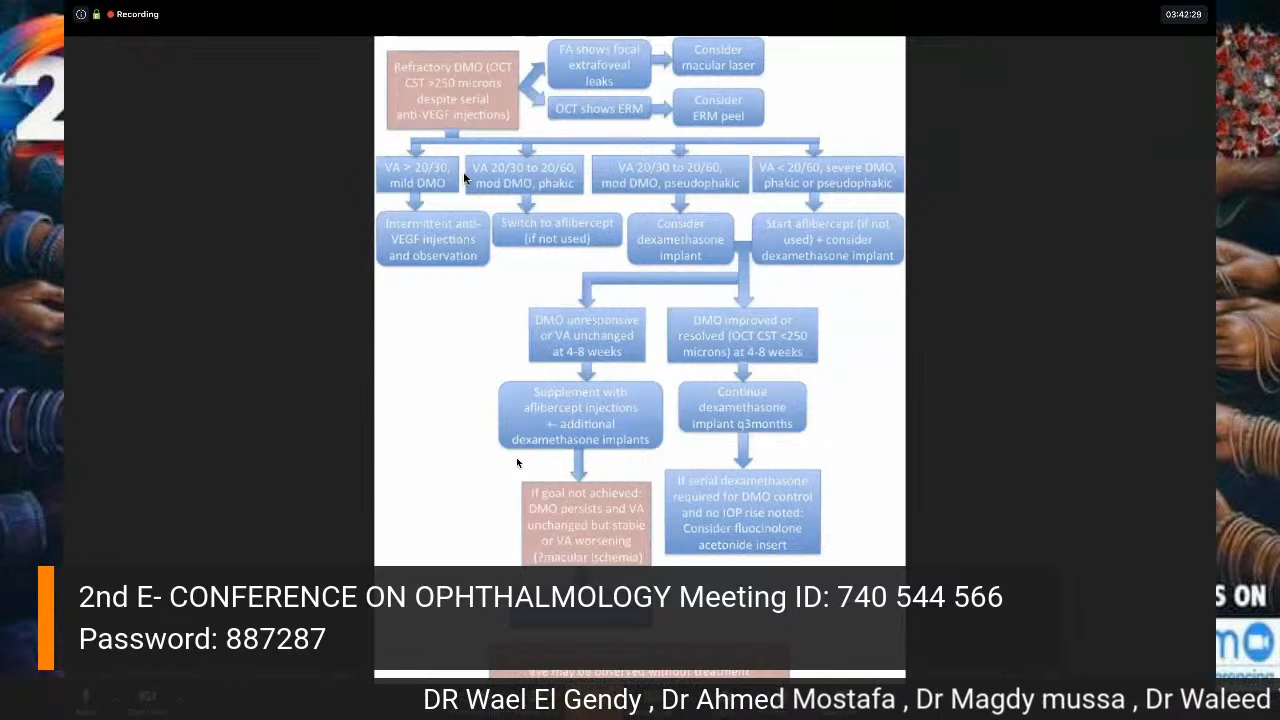 Recording
03:42:29
FA shows focal
extrafoveal
leaks
Consider
macular laser
Refractory DMO (OCT
CST >250 microns
despite serial
anti-VEGF injections)
OCT shows ERM
Consider
ERM peel
VA > 20/30,
mild DMO
VA 20/30 to 20/60,
mod DMO, phakic
VA 20/30 to 20/60,
mod DMO, pseudophakic
VA < 20/60, severe DMO,
phakic or pseudophakic
Intermittent anti-
VEGF injections
and observation
Switch to aflibercept
(if not used)
Consider
dexamethasone
implant
Start aflibercept (if not
used) + consider
dexamethasone implant
DMO unresponsive
or VA unchanged
at 4-8 weeks
DMO improved or
resolved (OCT CST <250
microns) at 4-8 weeks
Supplement with
aflibercept injections
+- additional
dexamethasone implants
Continue
dexamethasone
implant q3months
If goal not achieved:
DMO persists and VA
unchanged but stable
or VA worsening
(?macular ischemia)
If serial dexamethasone
required for DMO control
and no IOP rise noted:
Consider fluocinolone
acetonide insert
2nd E- CONFERENCE ON OPHTHALMOLOGY Meeting ID: 740 544 566
Password: 887287
eye may be observed without treatment
S ON
DR Wael El Gendy , Dr Ahmed Mostafa , Dr Magdy mussa , Dr Waleed